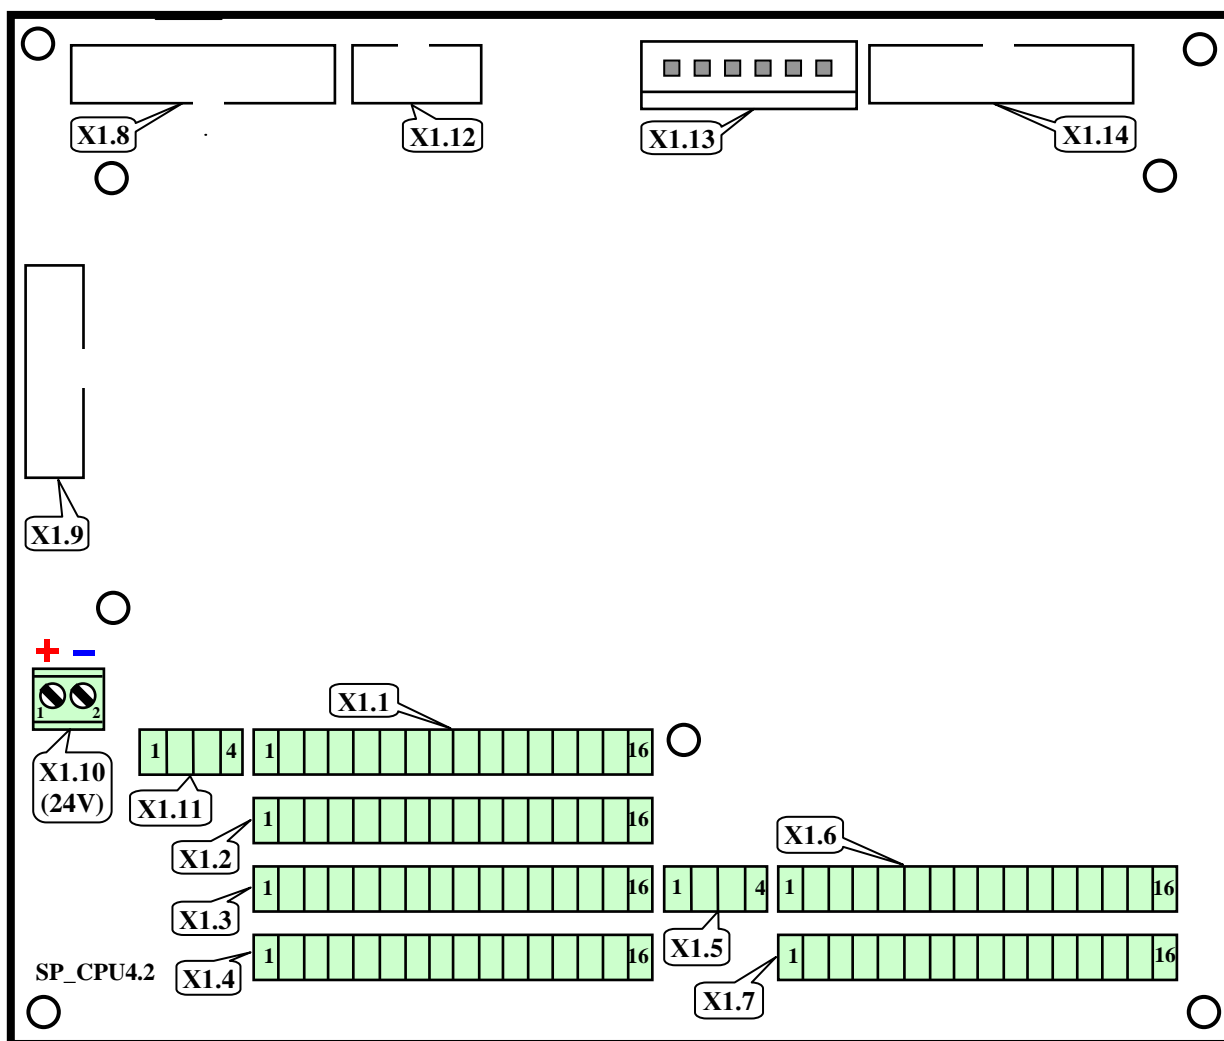 X1.8
X1.12
X1.13
X1.14
X1.9
+ −
1 2
X1.10
(24V)
X1.1
1 4
1 16
X1.11
1 16
X1.2
X1.6
1 16
1 4
1 16
X1.3
X1.5
1 16
1 16
X1.4
SP_CPU4.2
X1.7